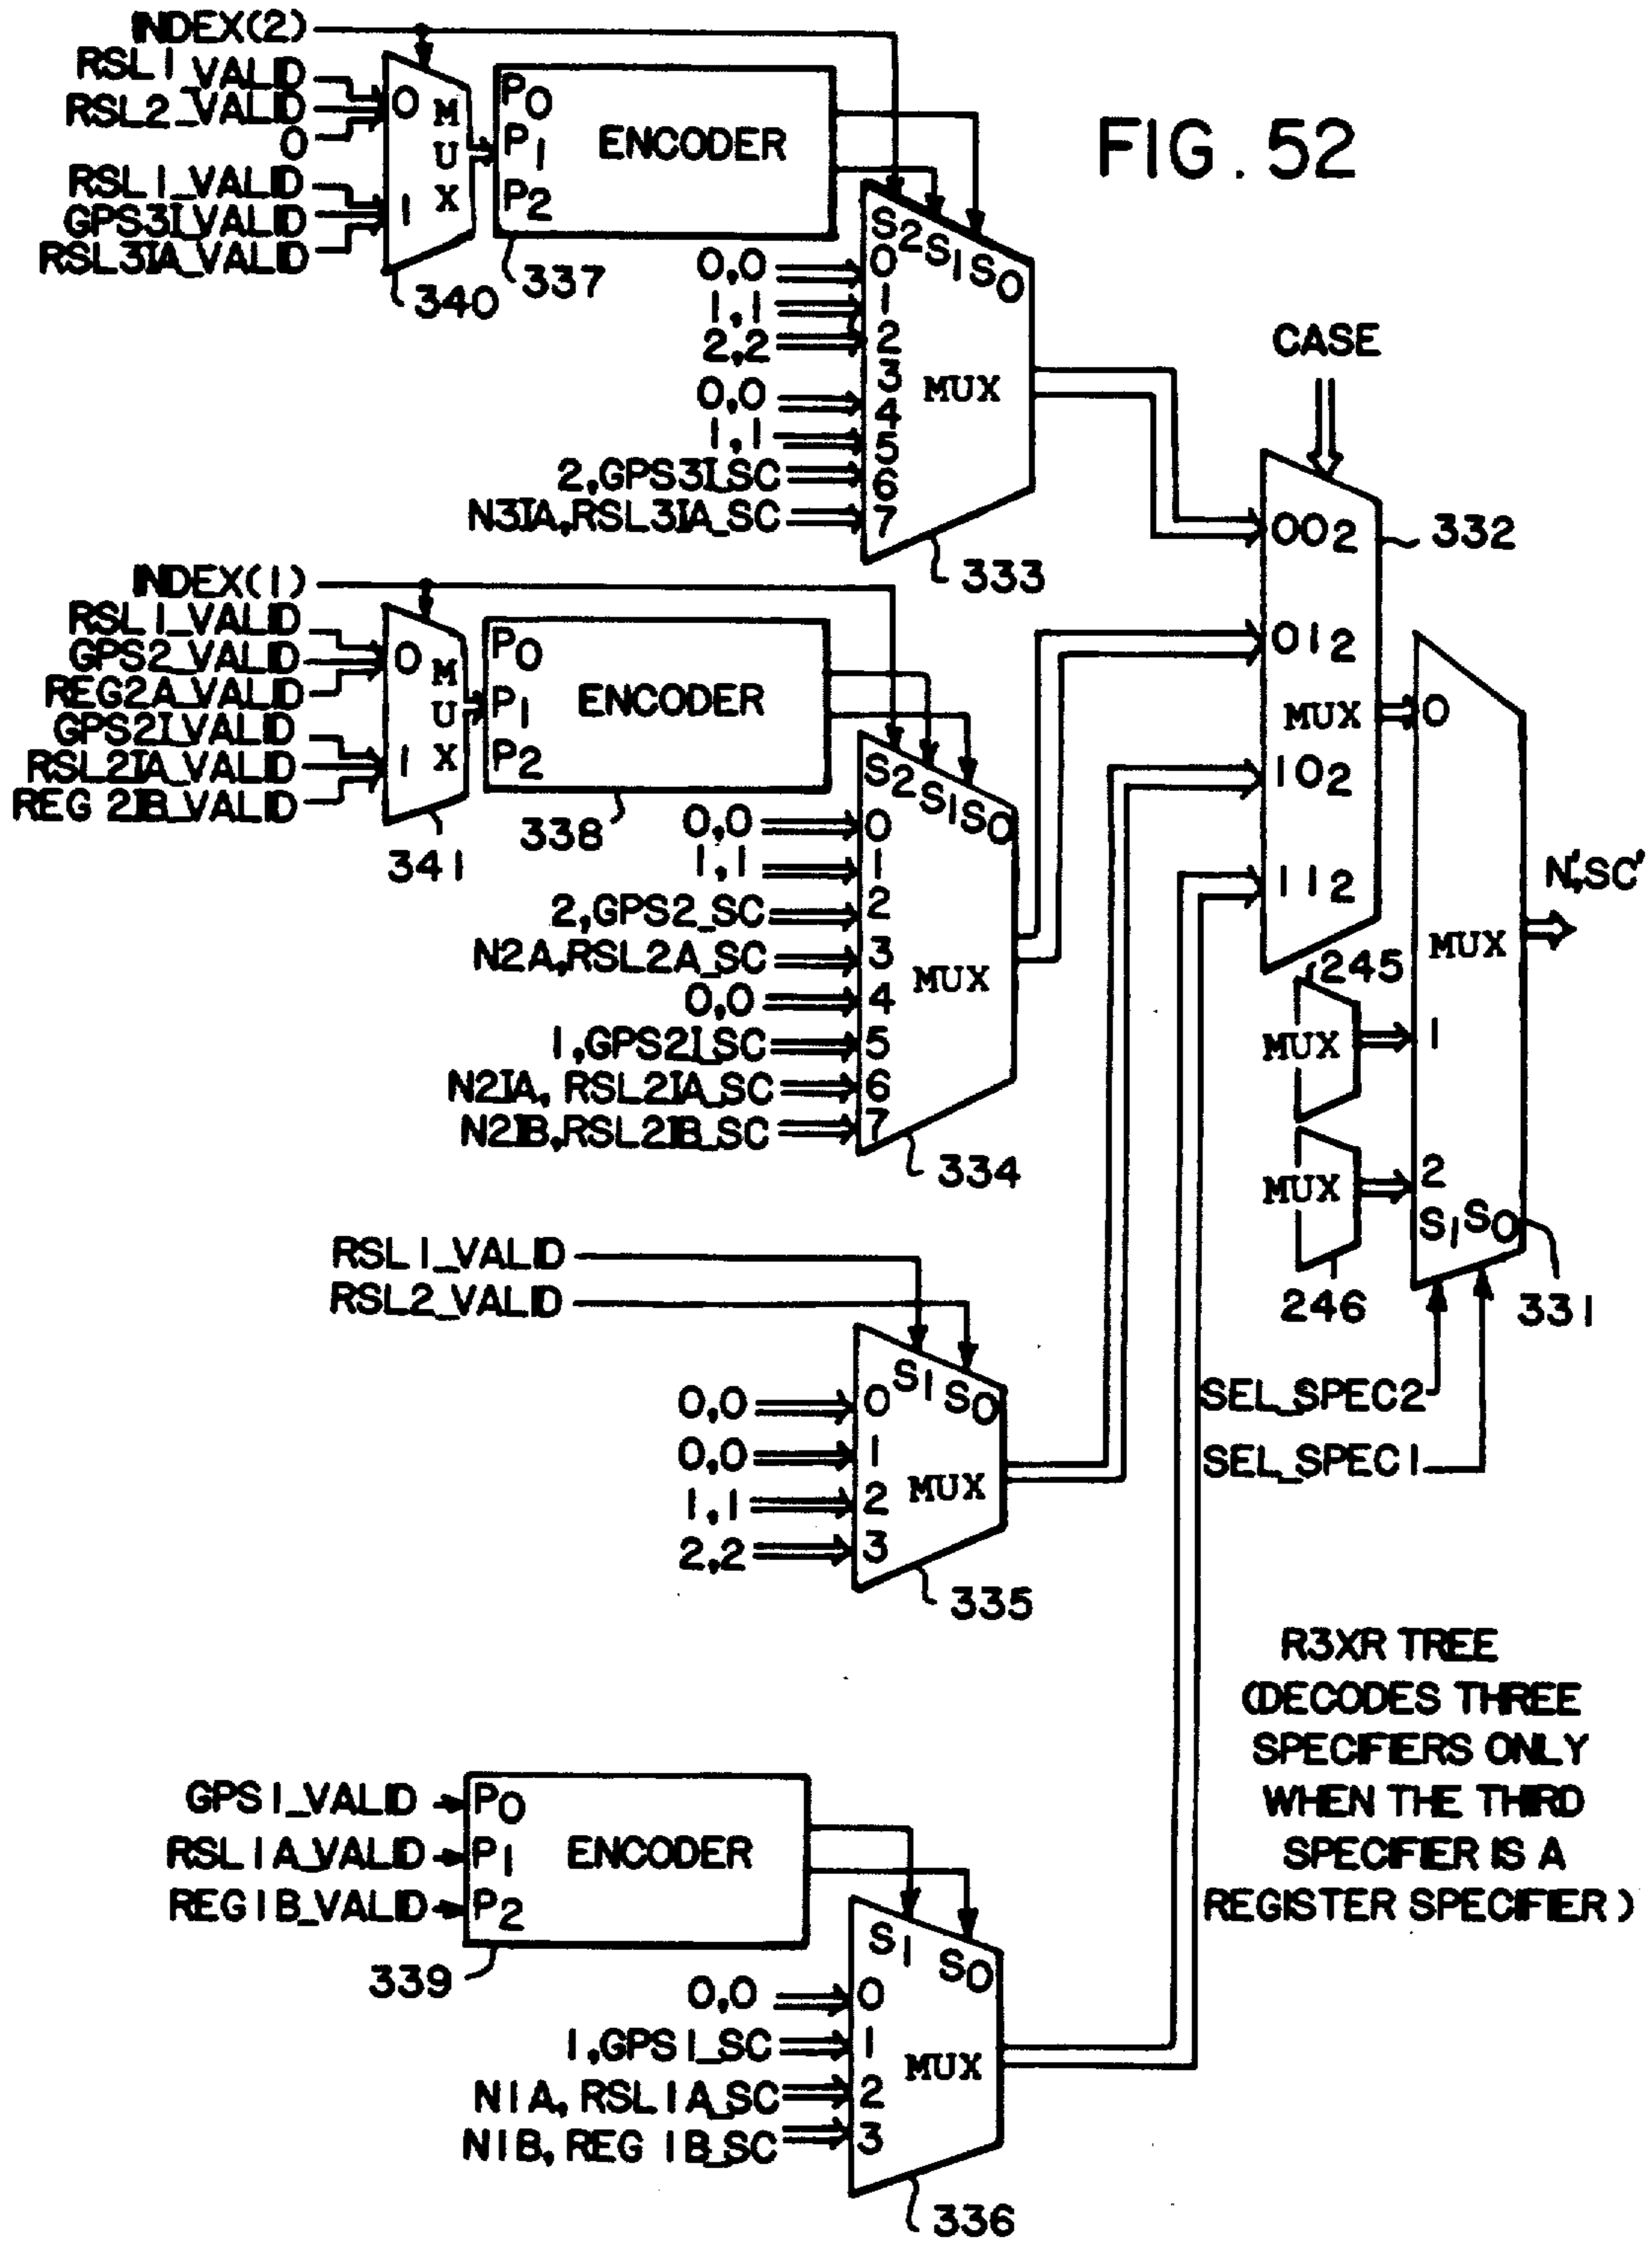 FIG. 52
INDEX(2)
RSL1_VALID
RSL2_VALID
0
RSL1_VALID
GPS3I_VALID
RSL3IA_VALID
0
1
MUX
340
P0
P1
P2
ENCODER
337
S2 S1 S0
0,0
1,1
2,2
0,0
1,1
2,GPS3I_SC
N3IA,RSL3IA_SC
0
1
2
3
4
5
6
7
MUX
333
INDEX(1)
RSL1_VALID
GPS2_VALID
REG2A_VALID
GPS2I_VALID
RSL2IA_VALID
REG 2IB_VALID
0
1
MUX
341
P0
P1
P2
ENCODER
338
S2 S1 S0
0,0
1,1
2,GPS2_SC
N2A,RSL2A_SC
0,0
1,GPS2I_SC
N2IA, RSL2IA_SC
N2IB,RSL2IB_SC
0
1
2
3
4
5
6
7
MUX
334
RSL1_VALID
RSL2_VALID
S1 S0
0,0
0,0
1,1
2,2
0
1
2
3
MUX
335
GPS1_VALID
RSL1A_VALID
REG1B_VALID
P0
P1
P2
ENCODER
339
S1 S0
0,0
1,GPS1_SC
N1A, RSL1A_SC
N1B, REG 1B_SC
0
1
2
3
MUX
336
CASE
002
012
MUX
102
112
332
245
MUX
MUX
246
0
MUX
1
2
S1 S0
331
N',SC'
SEL_SPEC2
SEL_SPEC1
R3XR TREE
(DECODES THREE
SPECIFIERS ONLY
WHEN THE THIRD
SPECIFIER IS A
REGISTER SPECIFIER)